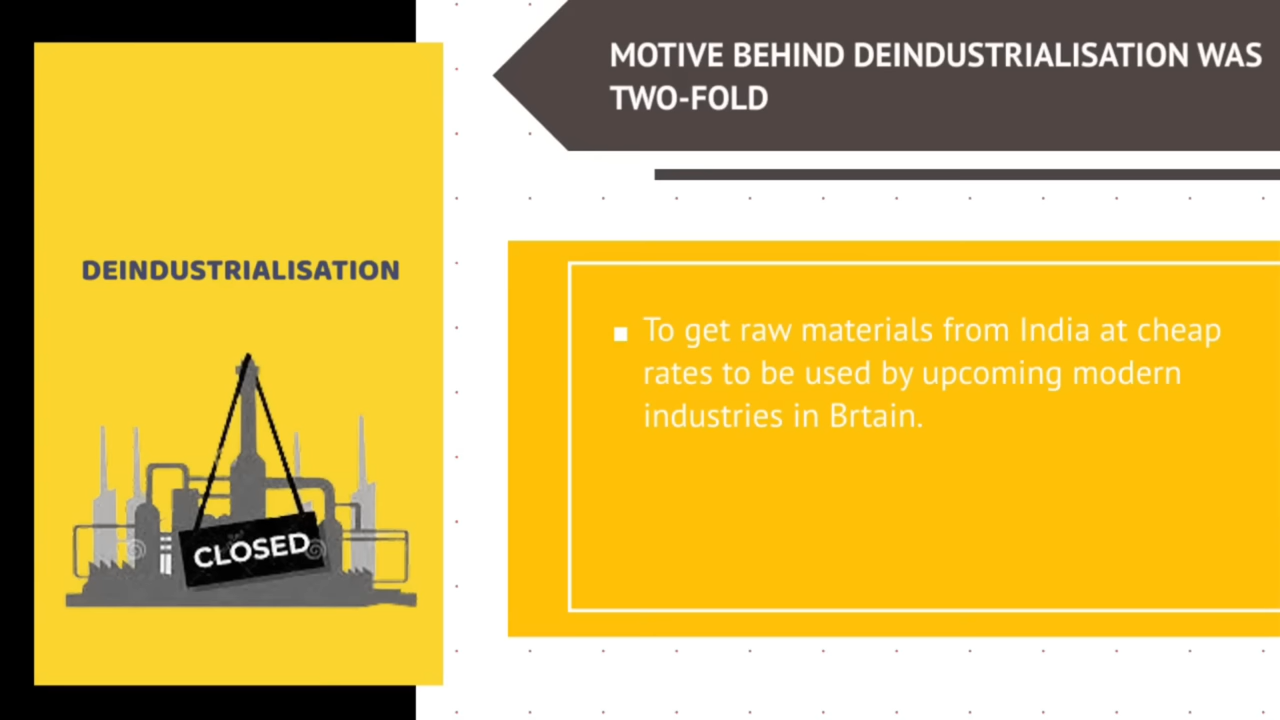 MOTIVE BEHIND DEINDUSTRIALISATION WAS
TWO-FOLD
DEINDUSTRIALISATION
CLOSED
▪ To get raw materials from India at cheap
rates to be used by upcoming modern
industries in Brtain.